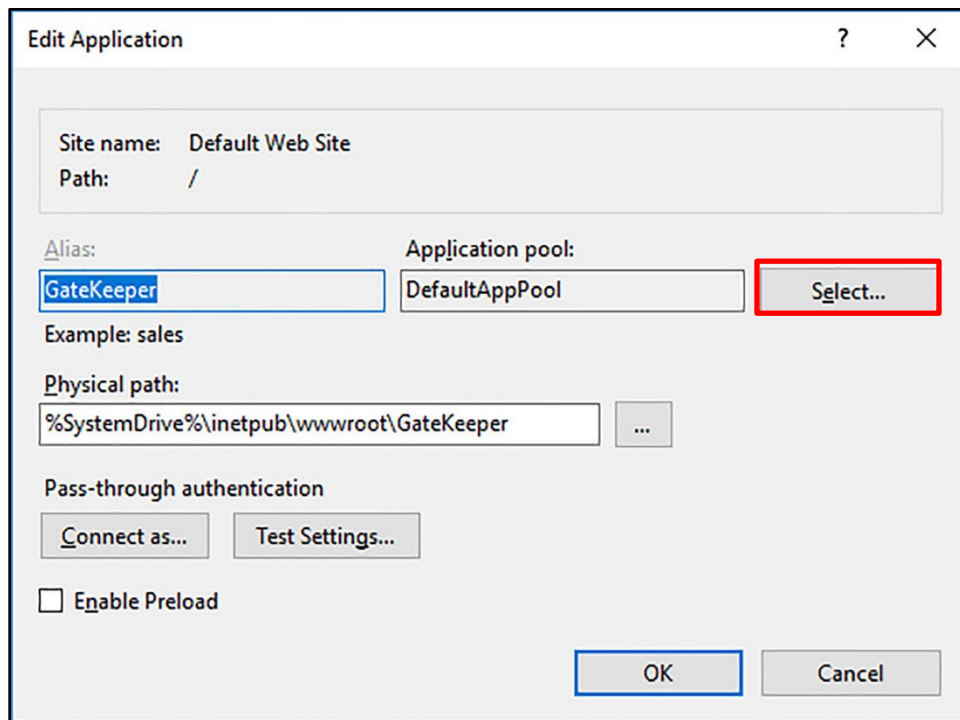 Edit Application
?
Site name: Default Web Site
Path: /
Alias: Application pool:
GateKeeper DefaultAppPool Select...
Example: sales
Physical path:
%SystemDrive%\inetpub\wwwroot\GateKeeper ...
Pass-through authentication
Connect as... Test Settings...
Enable Preload
OK Cancel